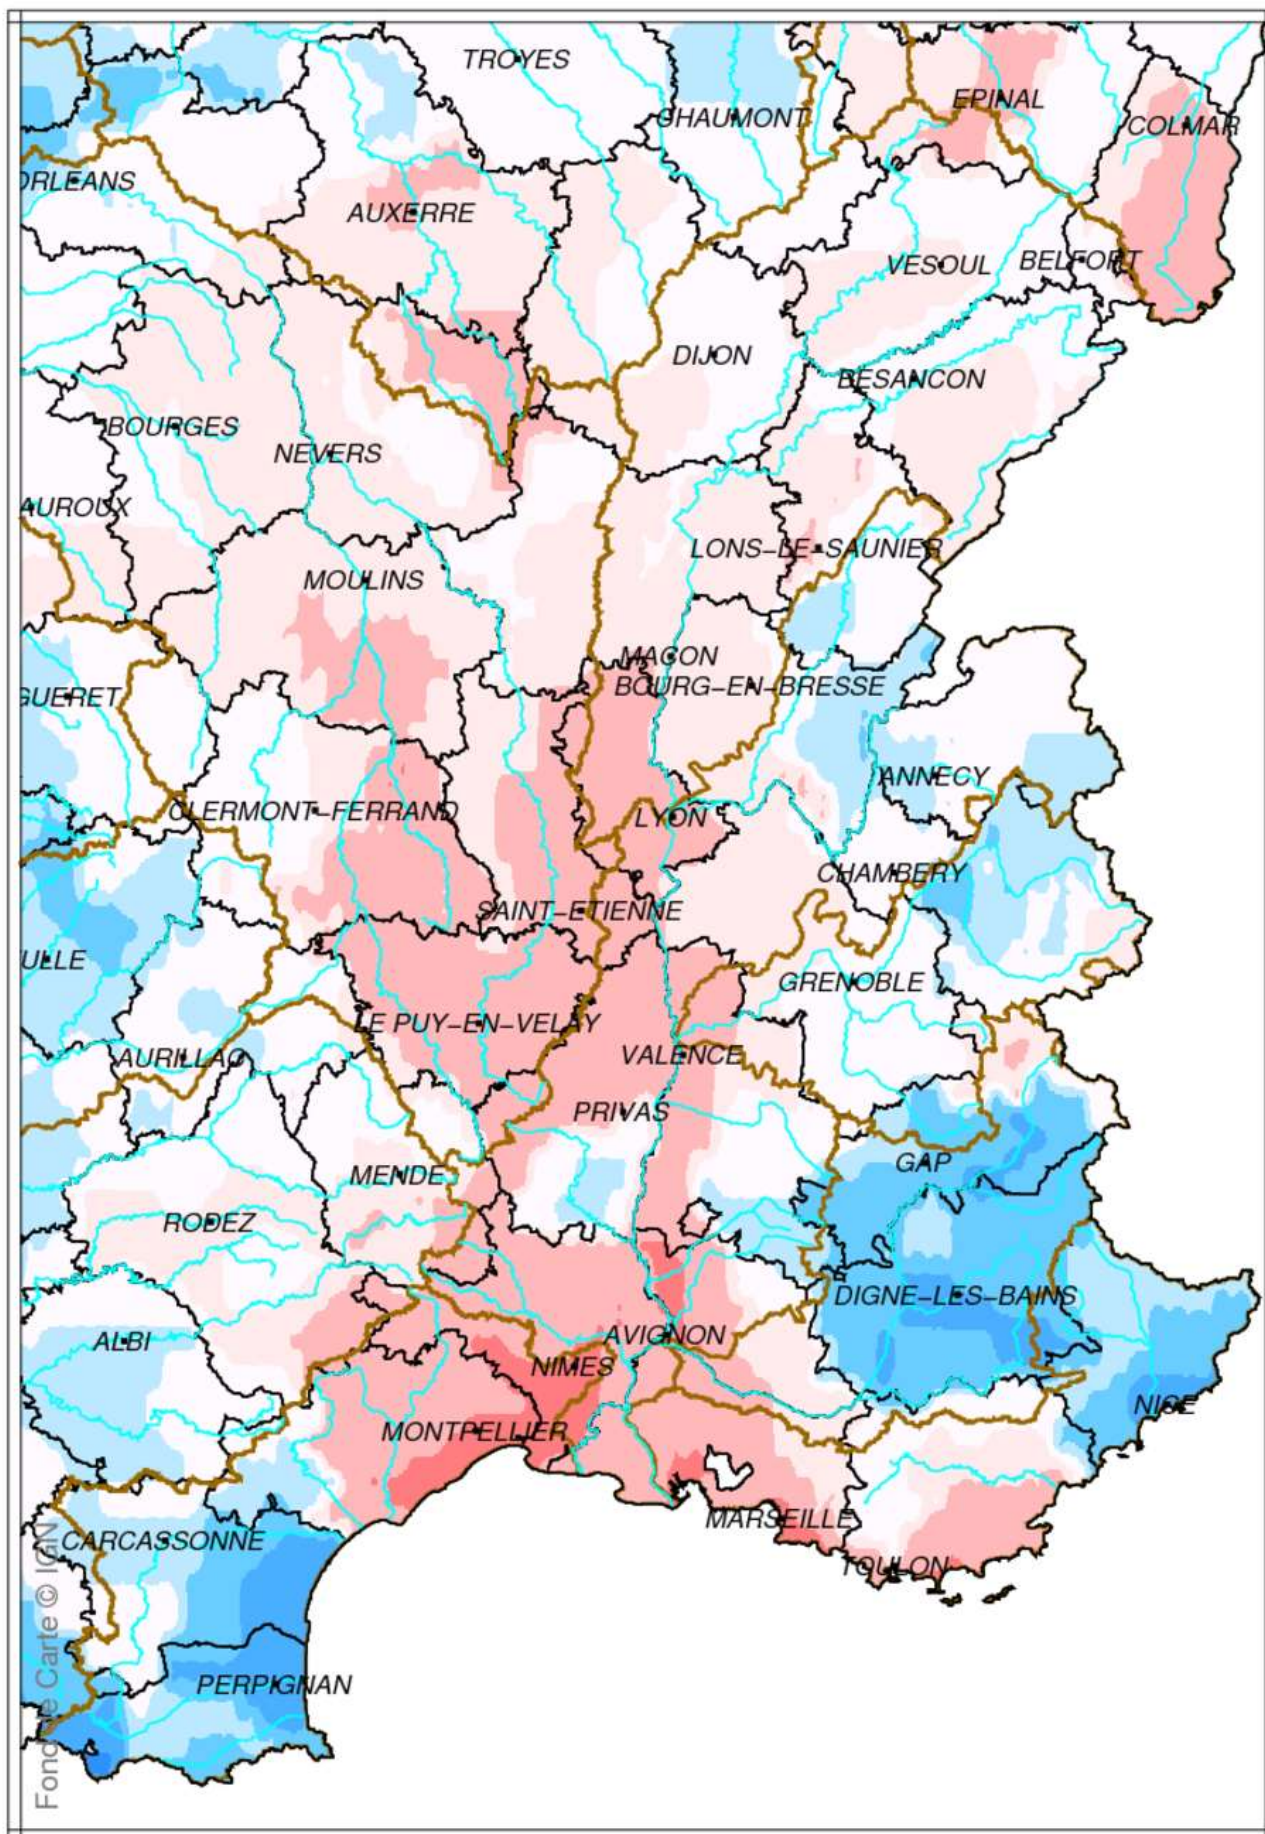 TROYES
CHAUMONT
EPINAL
COLMAR
ORLEANS
AUXERRE
VESOUL
BELFORT
DIJON
BESANCON
BOURGES
NEVERS
AUROUX
LONS-LE-SAUNIER
MOULINS
MACON
BOURG-EN-BRESSE
GUERET
ANNECY
CLERMONT-FERRAND
LYON
CHAMBERY
SAINT-ETIENNE
ULLE
GRENOBLE
LE PUY-EN-VELAY
AURILLAC
VALENCE
PRIVAS
GAP
MENDE
RODEZ
DIGNE-LES-BAINS
ALBI
AVIGNON
NIMES
NICE
MONTPELLIER
MARSEILLE
CARCASSONNE
TOULON
PERPIGNAN
Fond de Carte © IGN